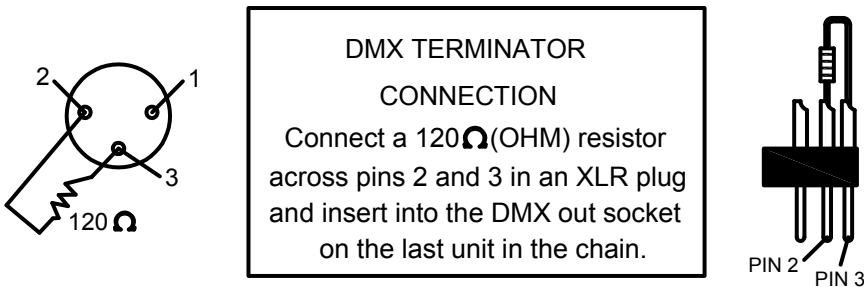 2
1
3
120 Ω
DMX TERMINATOR
CONNECTION
Connect a 120Ω(OHM) resistor
across pins 2 and 3 in an XLR plug
and insert into the DMX out socket
on the last unit in the chain.
PIN 2
PIN 3